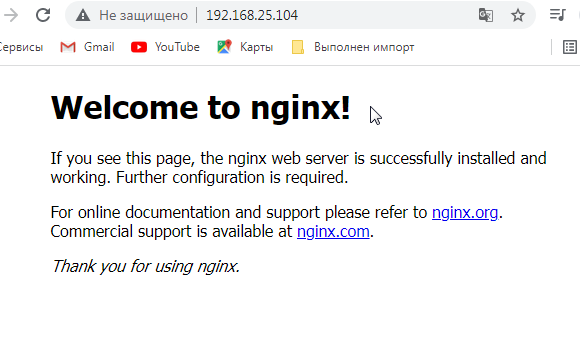 Не защищено 192.168.25.104
Сервисы Gmail YouTube Карты Выполнен импорт
Welcome to nginx!
If you see this page, the nginx web server is successfully installed and
working. Further configuration is required.
For online documentation and support please refer to nginx.org.
Commercial support is available at nginx.com.
Thank you for using nginx.